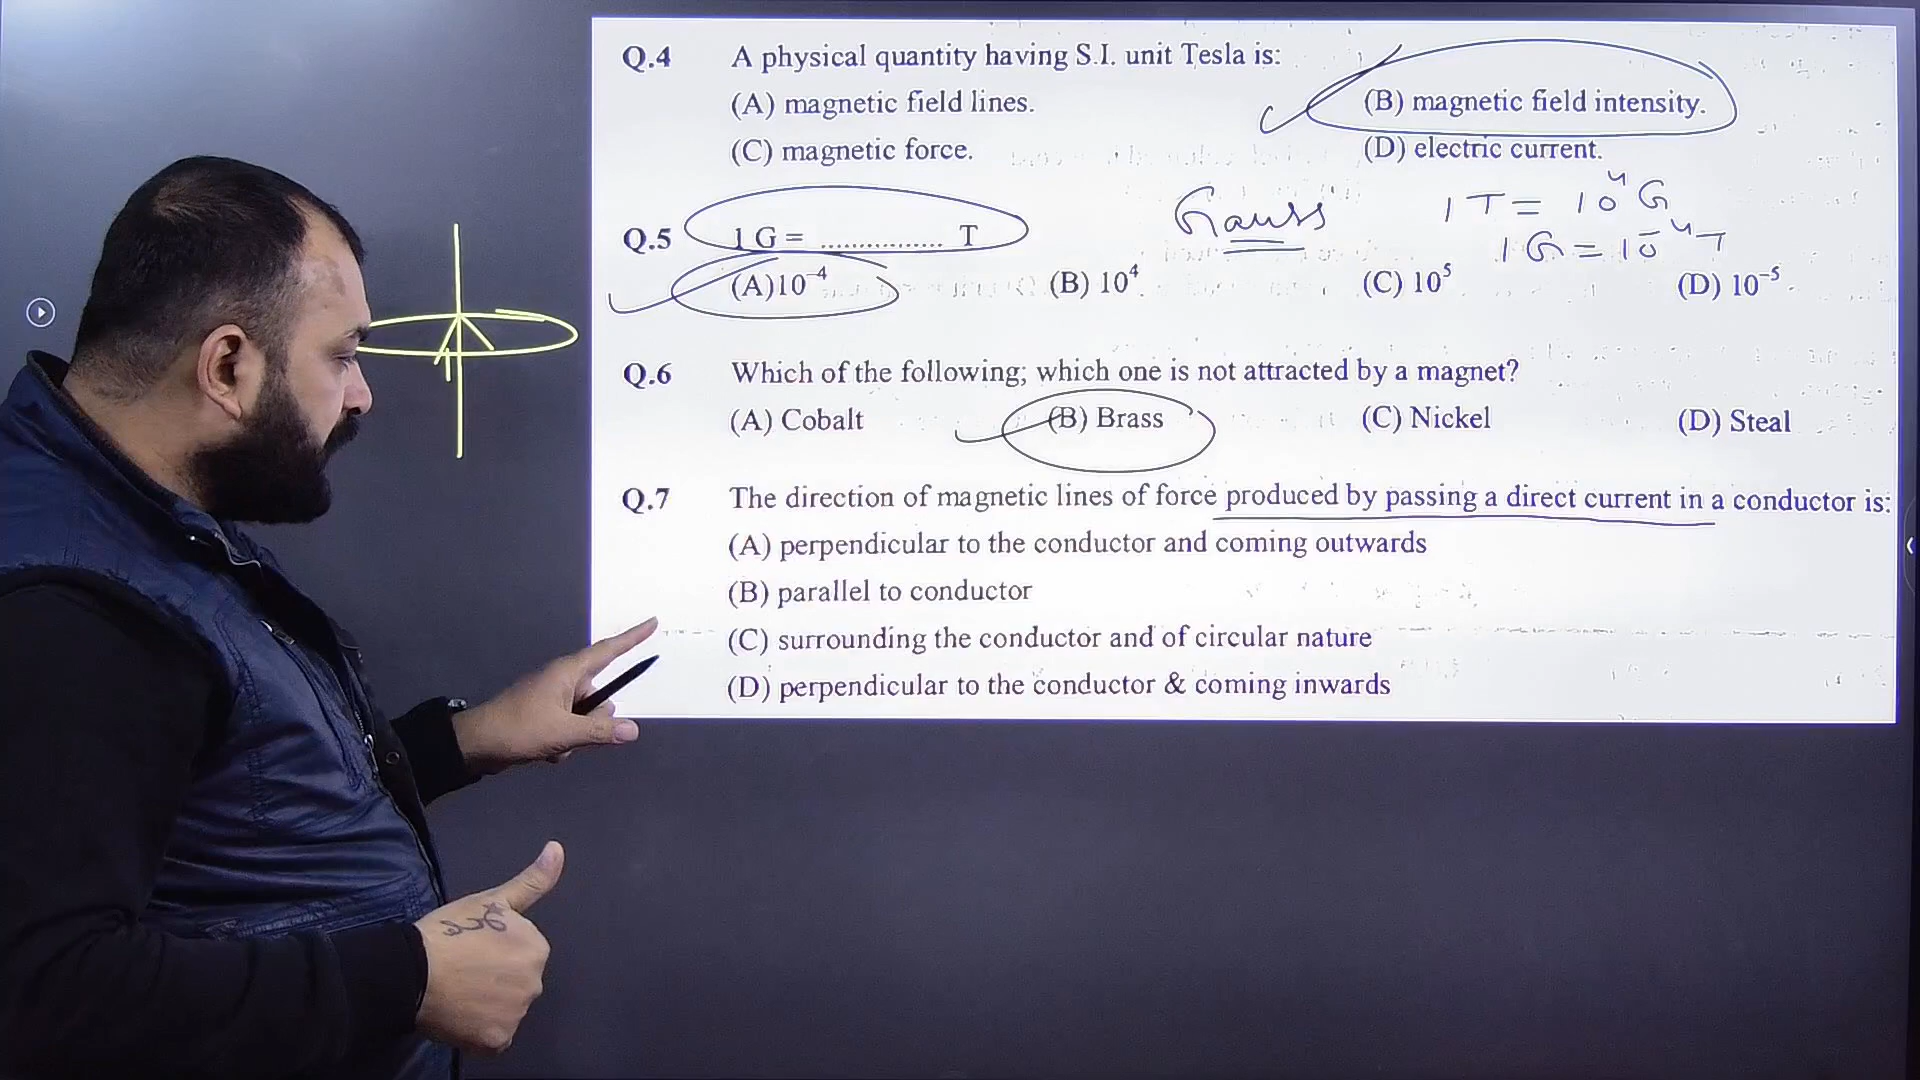 Q.4 A physical quantity having S.I. unit Tesla is:
(A) magnetic field lines. (B) magnetic field intensity.
(C) magnetic force. (D) electric current.
Gauss 1 T = 10⁴ G
Q.5 1 G = ................ T 1 G = 10⁻⁴ T
(A)10⁻⁴ (B) 10⁴ (C) 10⁵ (D) 10⁻⁵
Q.6 Which of the following; which one is not attracted by a magnet?
(A) Cobalt (B) Brass (C) Nickel (D) Steal
Q.7 The direction of magnetic lines of force produced by passing a direct current in a conductor is:
(A) perpendicular to the conductor and coming outwards
(B) parallel to conductor
(C) surrounding the conductor and of circular nature
(D) perpendicular to the conductor & coming inwards